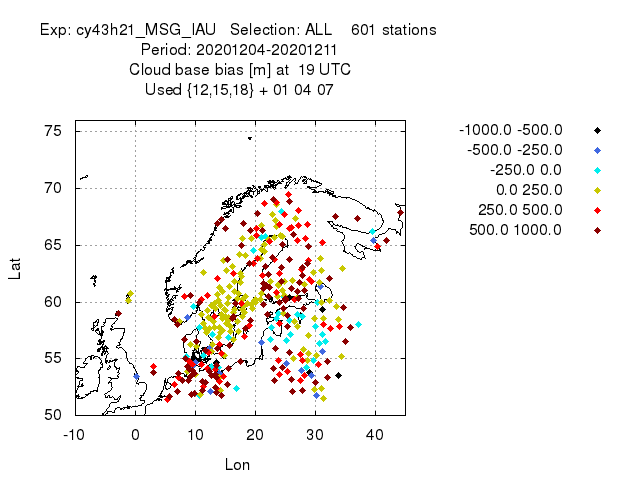 Exp: cy43h21_MSG_IAU   Selection: ALL    601 stations
Period: 20201204-20201211
Cloud base bias [m] at  19 UTC
Used {12,15,18} + 01 04 07
-1000.0 -500.0
-500.0 -250.0
-250.0 0.0
0.0 250.0
250.0 500.0
500.0 1000.0
75
70
65
60
55
50
Lat
-10 0 10 20 30 40
Lon